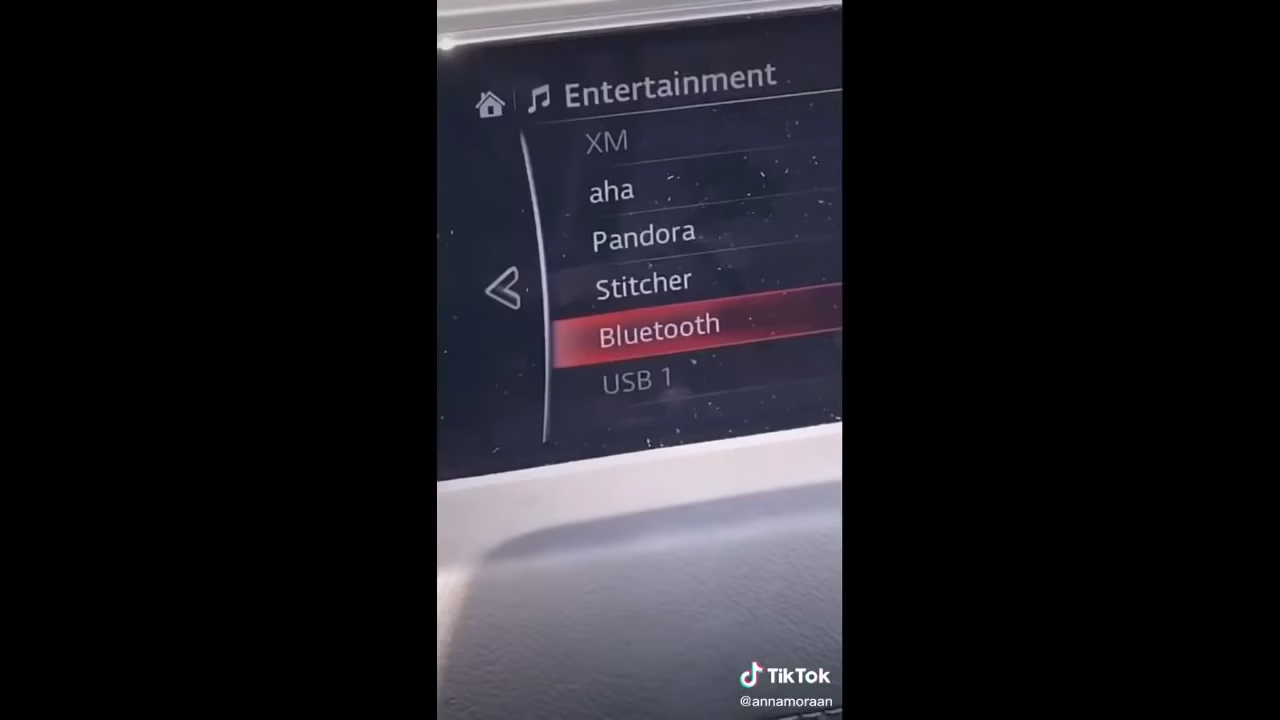 Entertainment
XM
aha
Pandora
Stitcher
Bluetooth
USB 1
TikTok
@annamoraan